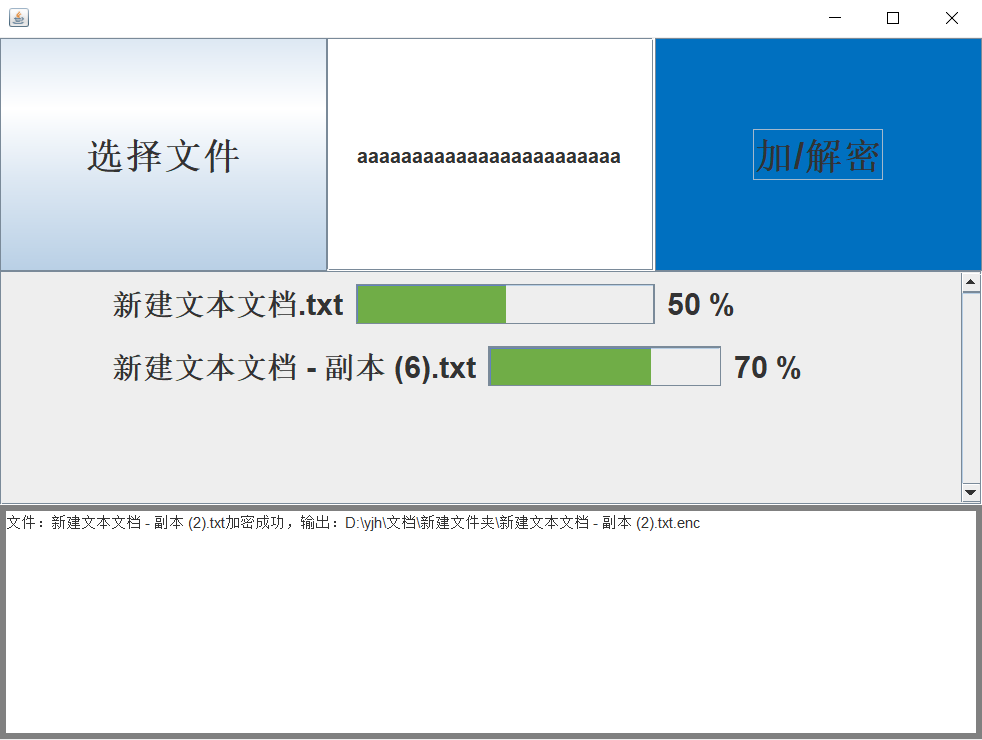 选择文件
aaaaaaaaaaaaaaaaaaaaaaaa
加/解密
新建文本文档.txt 50 %
新建文本文档 - 副本 (6).txt 70 %
文件：新建文本文档 - 副本 (2).txt加密成功，输出：D:\yjh\文档\新建文件夹\新建文本文档 - 副本 (2).txt.enc